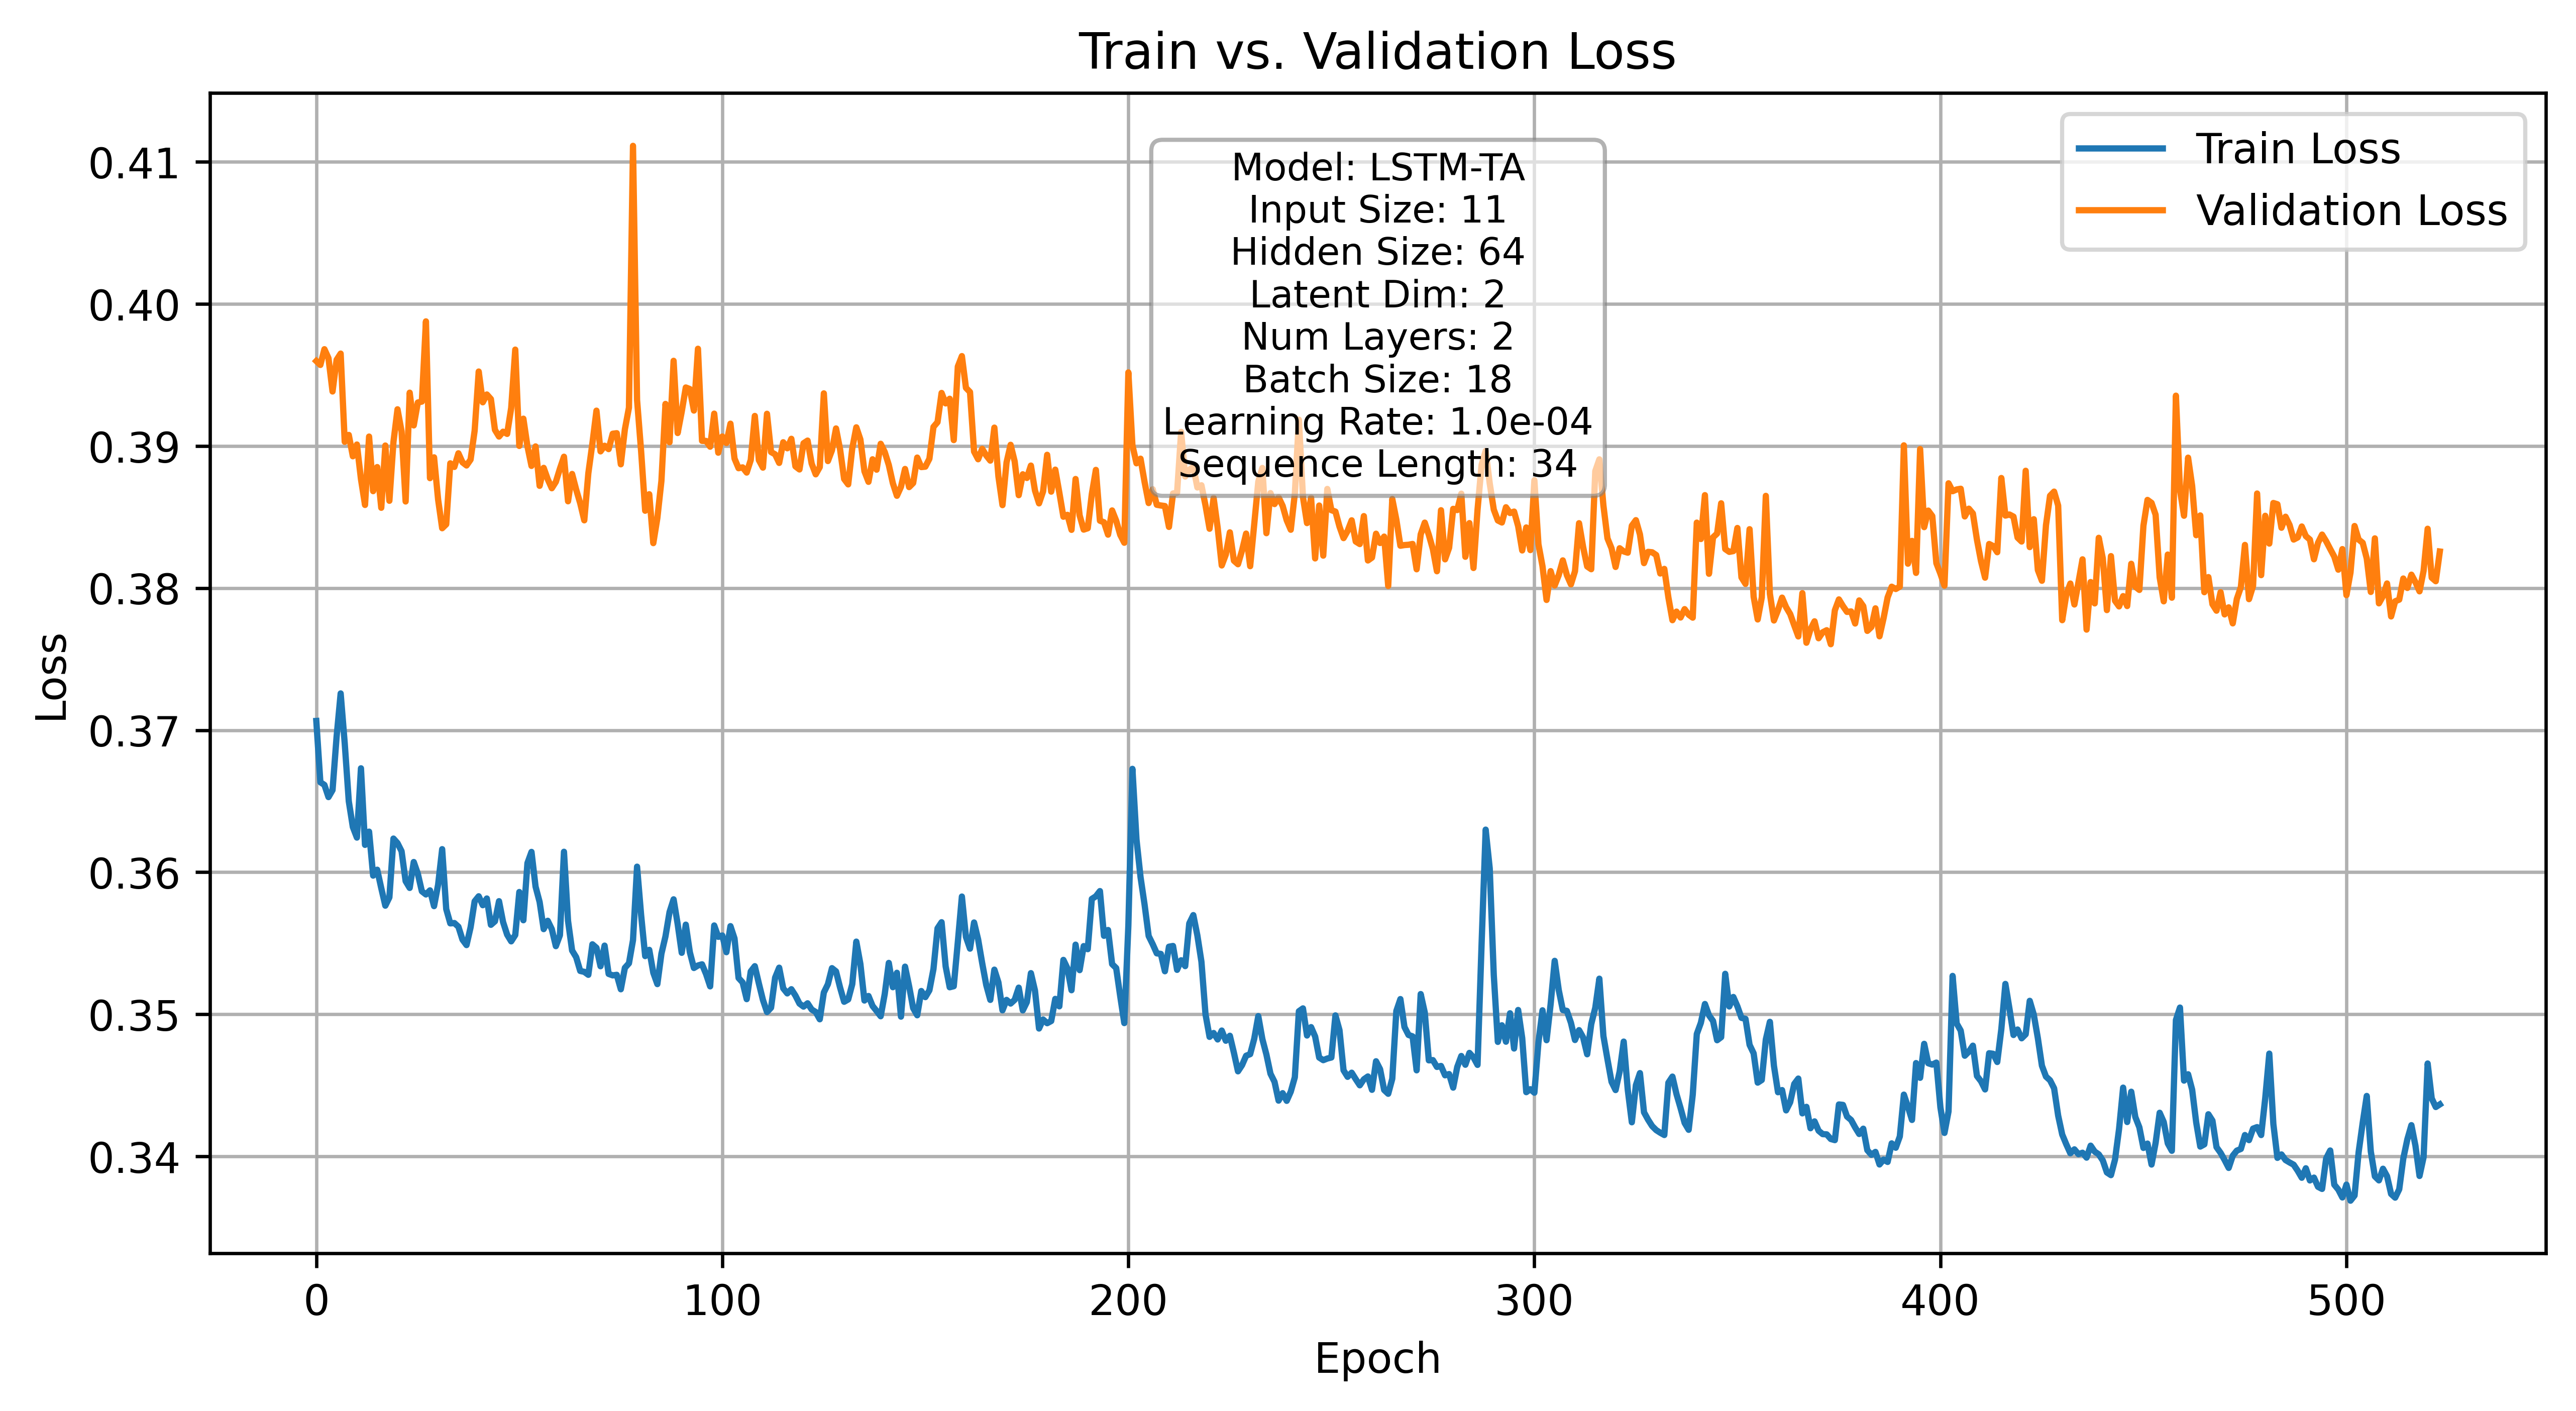 Train vs. Validation Loss
Train Loss
Validation Loss
Model: LSTM-TA
Input Size: 11
Hidden Size: 64
Latent Dim: 2
Num Layers: 2
Batch Size: 18
Learning Rate: 1.0e-04
Sequence Length: 34
Loss
0.41
0.40
0.39
0.38
0.37
0.36
0.35
0.34
0 100 200 300 400 500
Epoch